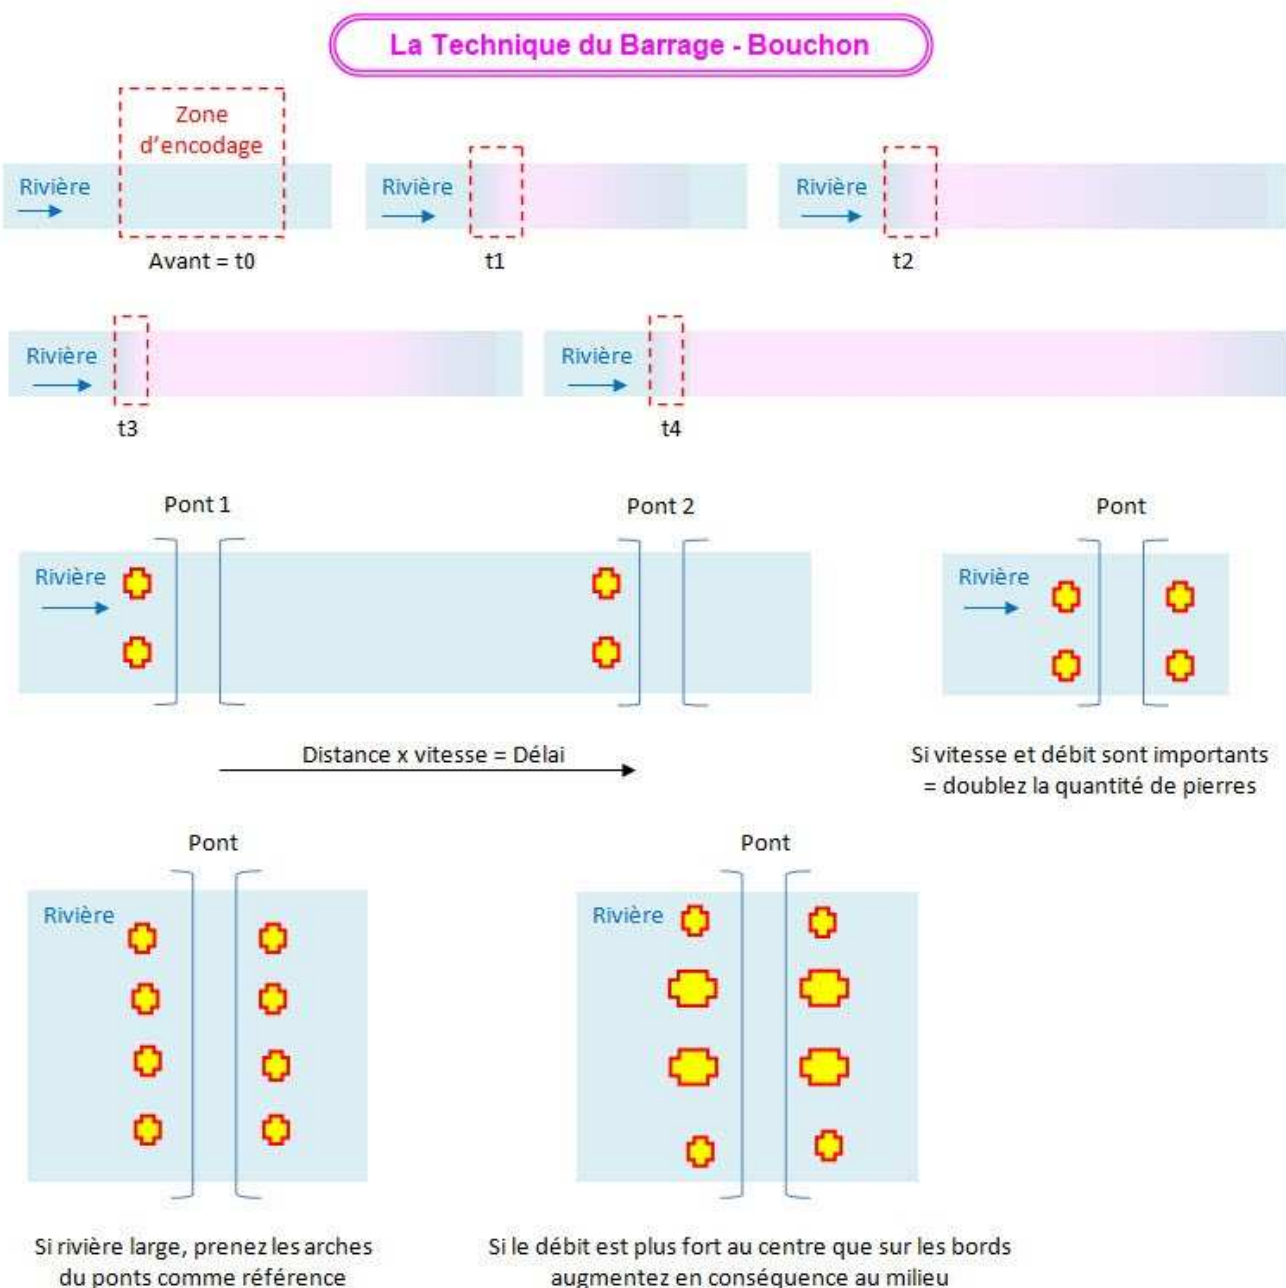 La Technique du Barrage - Bouchon
Zone
d'encodage
Rivière
Rivière
Rivière
Avant = t0
t1
t2
Rivière
Rivière
t3
t4
Pont 1
Pont 2
Pont
Rivière
Rivière
Distance x vitesse = Délai
Si vitesse et débit sont importants
= doublez la quantité de pierres
Pont
Pont
Rivière
Rivière
Si rivière large, prenez les arches
du ponts comme référence
Si le débit est plus fort au centre que sur les bords
augmentez en conséquence au milieu